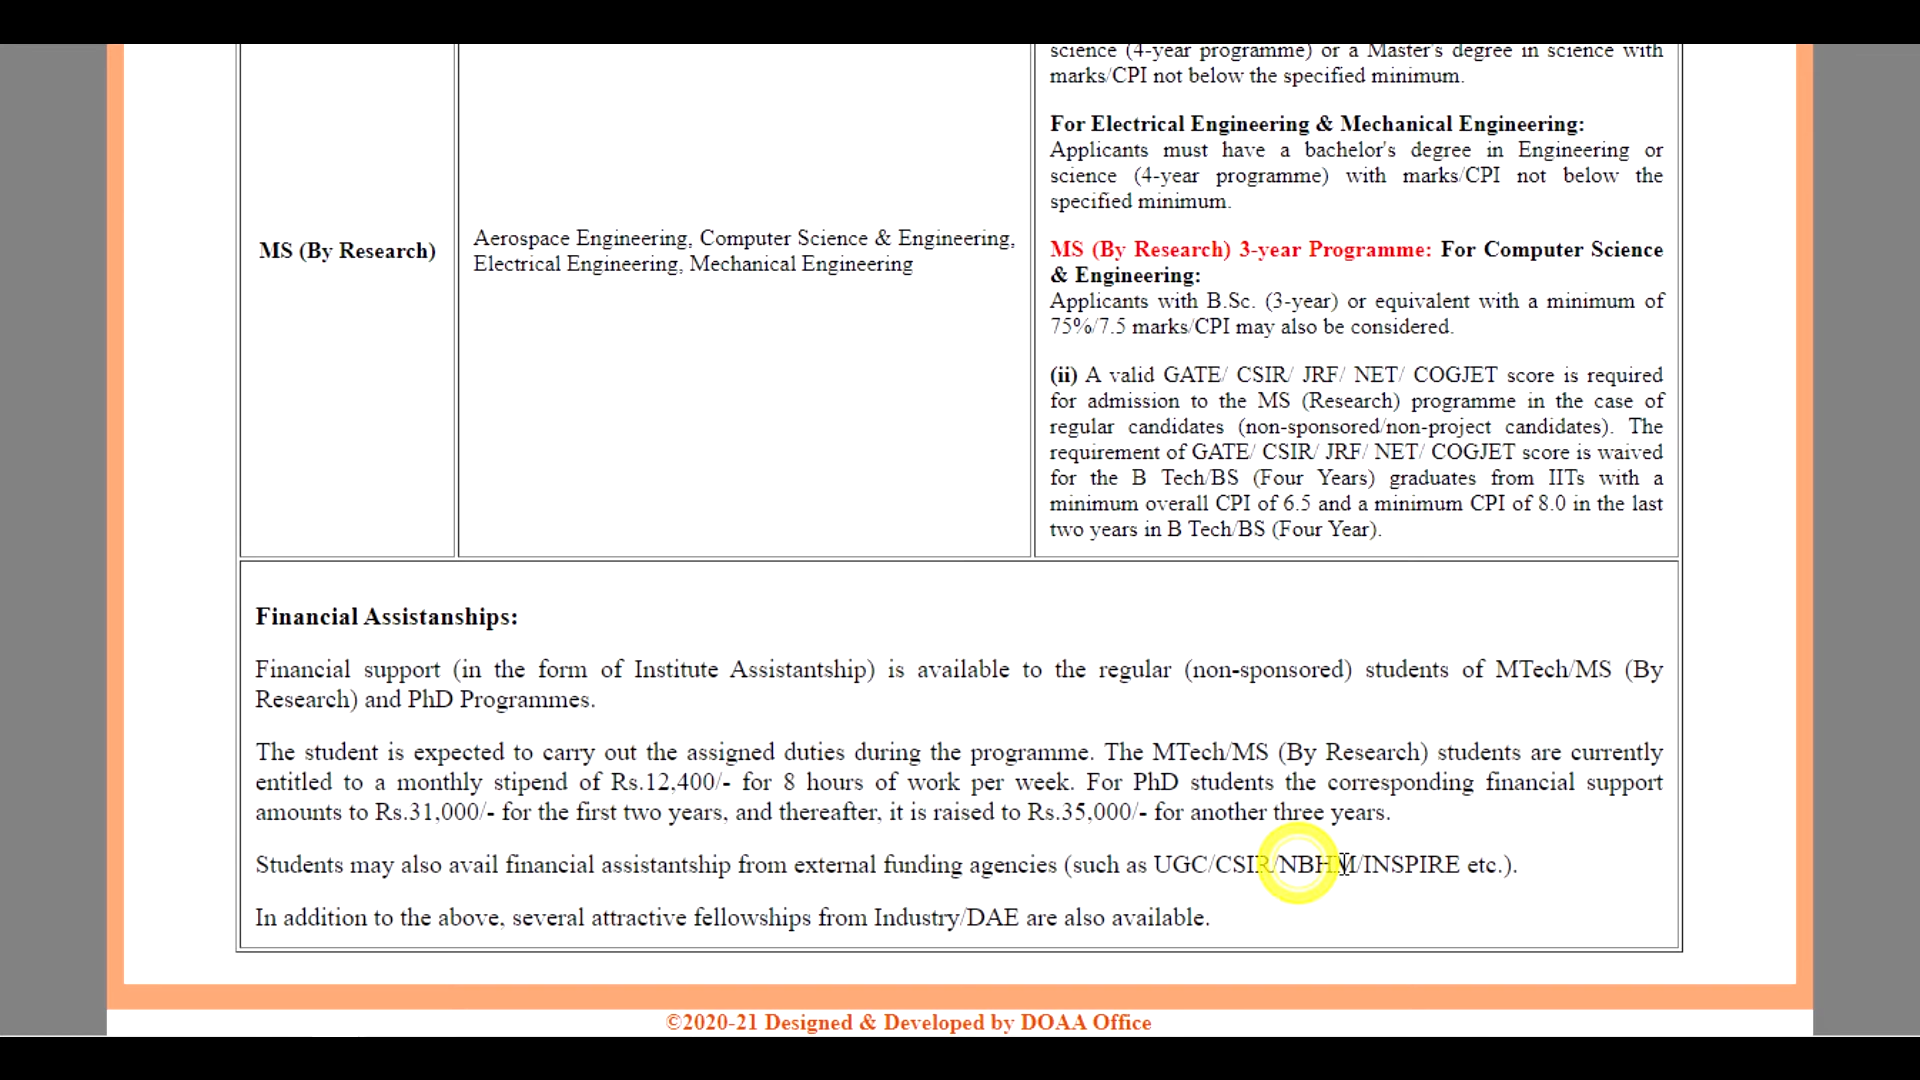 science (4-year programme) or a Master's degree in science with
marks/CPI not below the specified minimum.
For Electrical Engineering & Mechanical Engineering:
Applicants must have a bachelor's degree in Engineering or
science (4-year programme) with marks/CPI not below the
specified minimum.
MS (By Research)
Aerospace Engineering, Computer Science & Engineering,
Electrical Engineering, Mechanical Engineering
MS (By Research) 3-year Programme: For Computer Science
& Engineering:
Applicants with B.Sc. (3-year) or equivalent with a minimum of
75%/7.5 marks/CPI may also be considered.
(ii) A valid GATE/ CSIR/ JRF/ NET/ COGJET score is required
for admission to the MS (Research) programme in the case of
regular candidates (non-sponsored/non-project candidates). The
requirement of GATE/ CSIR/ JRF/ NET/ COGJET score is waived
for the B Tech/BS (Four Years) graduates from IITs with a
minimum overall CPI of 6.5 and a minimum CPI of 8.0 in the last
two years in B Tech/BS (Four Year).
Financial Assistanships:
Financial support (in the form of Institute Assistantship) is available to the regular (non-sponsored) students of MTech/MS (By
Research) and PhD Programmes.
The student is expected to carry out the assigned duties during the programme. The MTech/MS (By Research) students are currently
entitled to a monthly stipend of Rs.12,400/- for 8 hours of work per week. For PhD students the corresponding financial support
amounts to Rs.31,000/- for the first two years, and thereafter, it is raised to Rs.35,000/- for another three years.
Students may also avail financial assistantship from external funding agencies (such as UGC/CSIR/NBHM/INSPIRE etc.).
In addition to the above, several attractive fellowships from Industry/DAE are also available.
©2020-21 Designed & Developed by DOAA Office